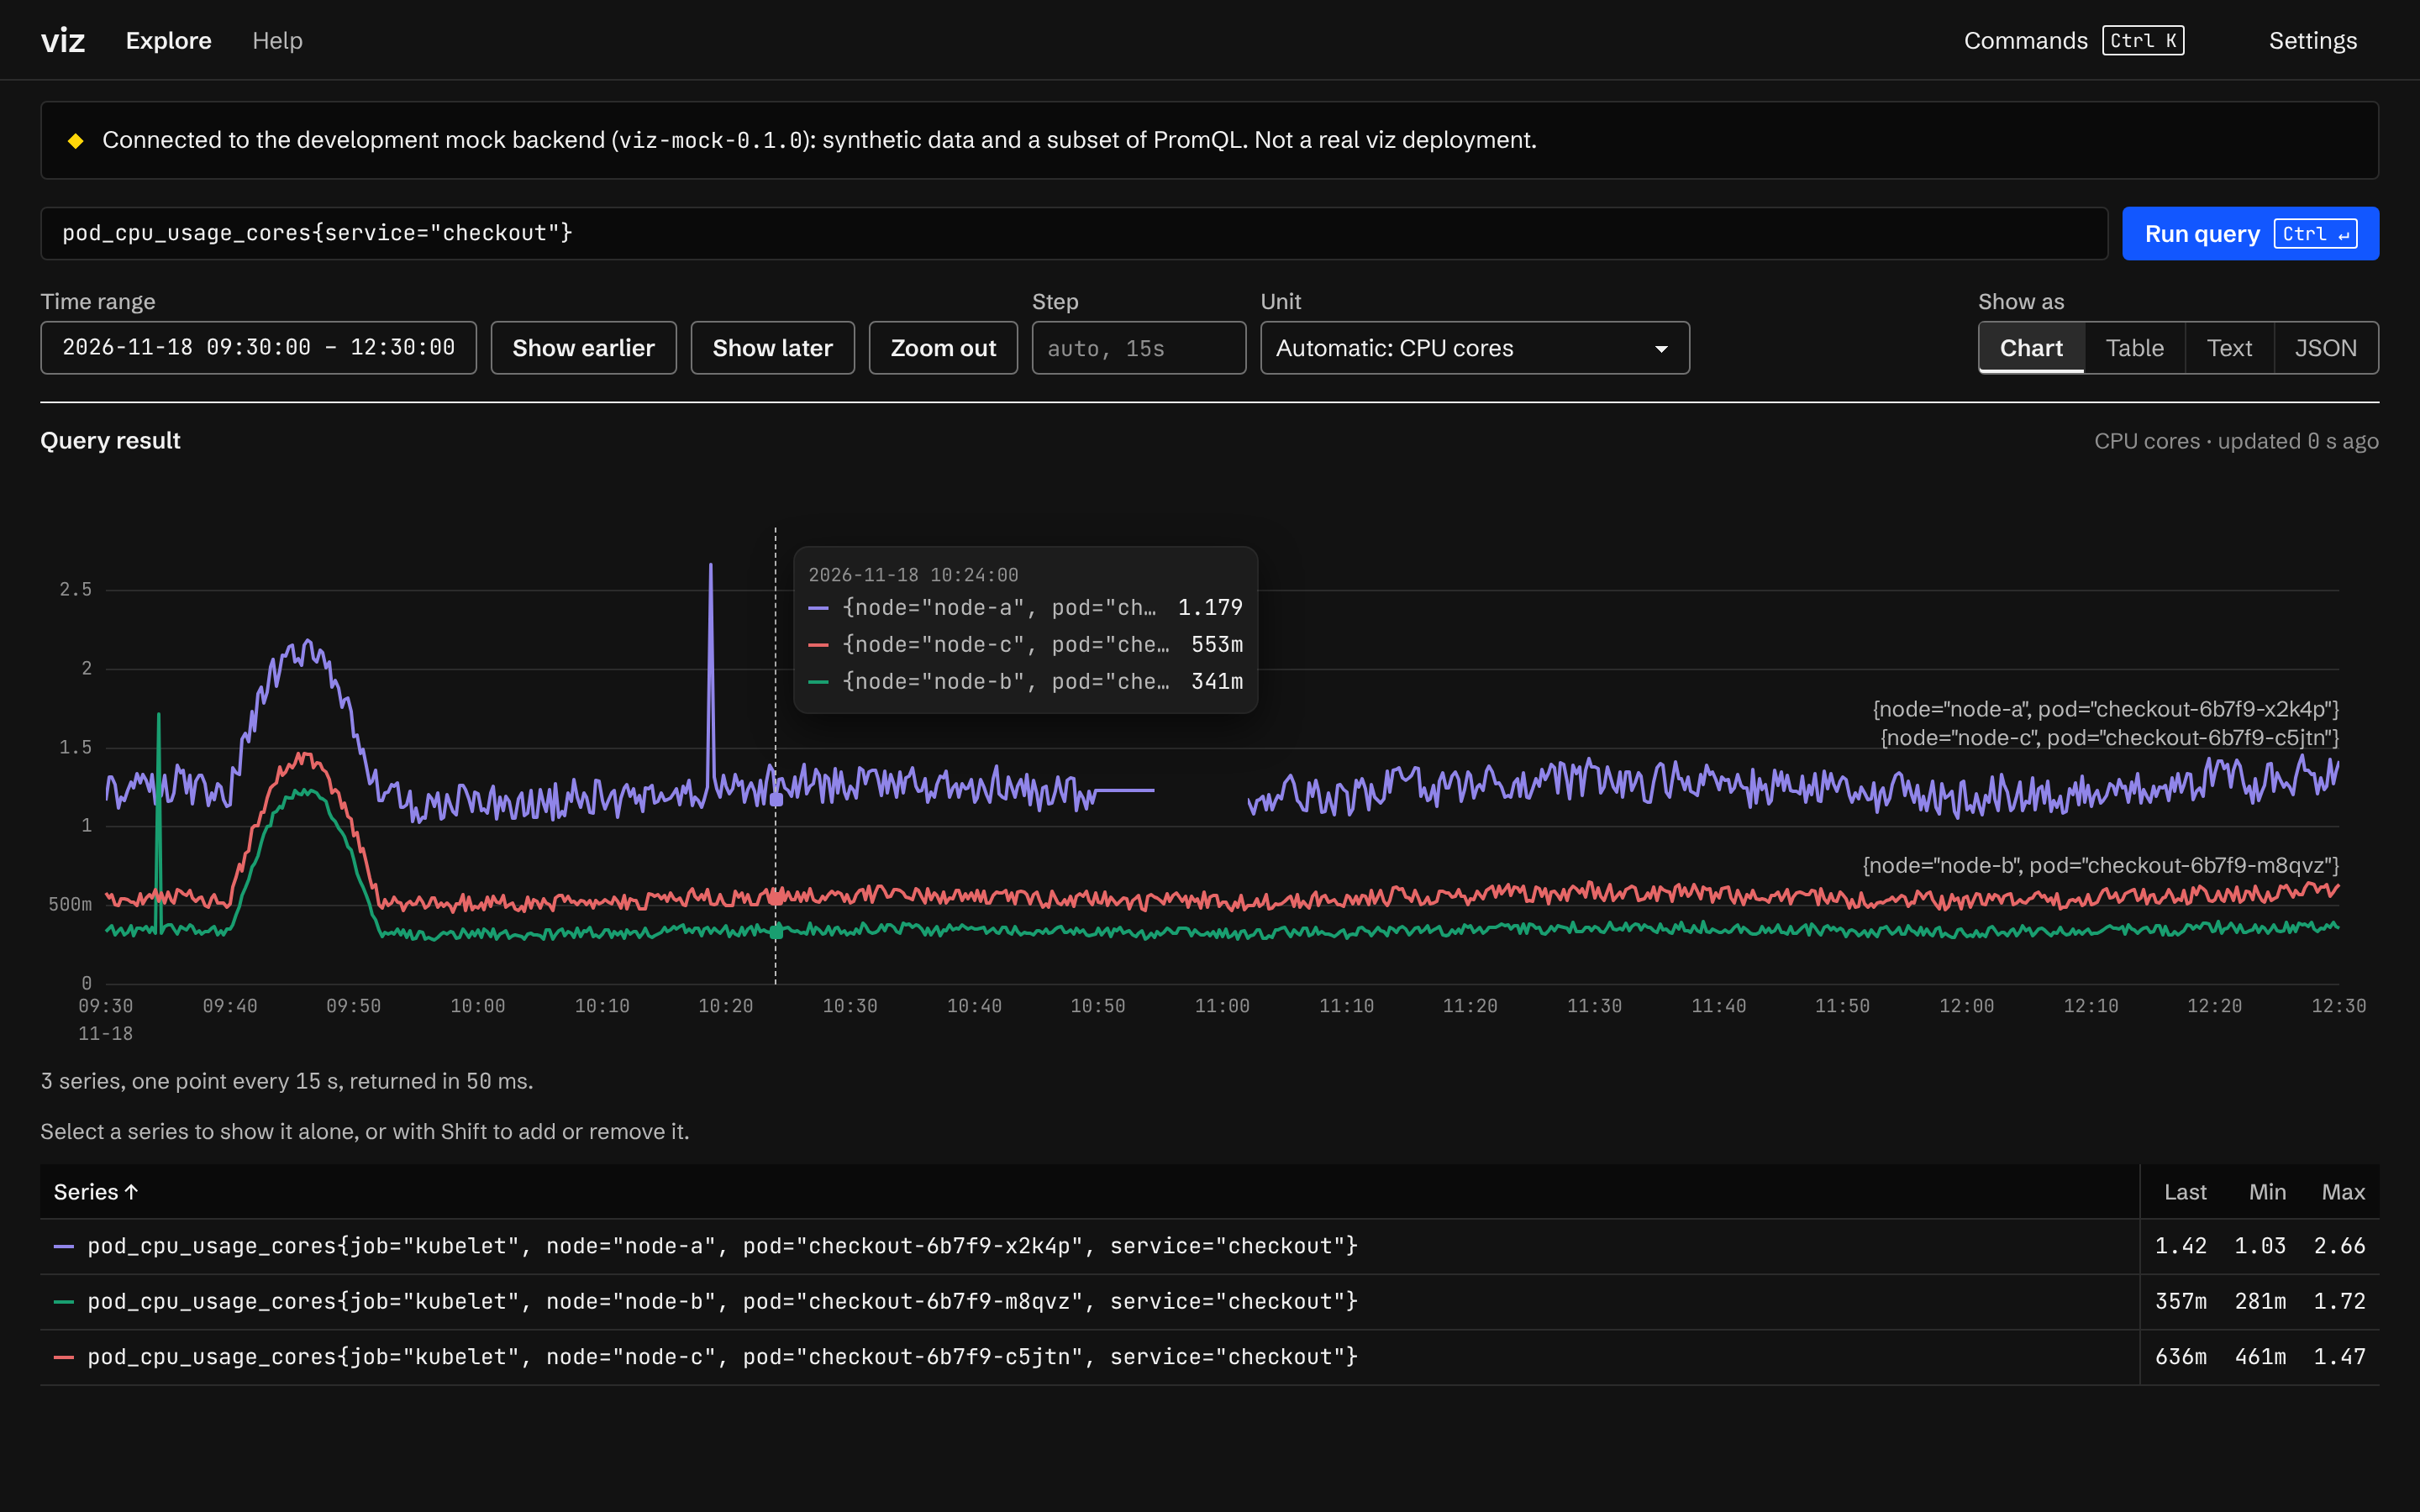 viz Explore Help Commands Ctrl K Settings
Connected to the development mock backend (viz-mock-0.1.0): synthetic data and a subset of PromQL. Not a real viz deployment.
pod_cpu_usage_cores{service="checkout"} Run query Ctrl ↵
Time range Step Unit Show as
2026-11-18 09:30:00 – 12:30:00 Show earlier Show later Zoom out auto, 15s Automatic: CPU cores Chart Table Text JSON
Query result CPU cores · updated 0 s ago
2026-11-18 10:24:00
{node="node-a", pod="ch… 1.179
{node="node-c", pod="che… 553m
{node="node-b", pod="che… 341m
2.5
2
1.5
1
500m
0
{node="node-a", pod="checkout-6b7f9-x2k4p"}
{node="node-c", pod="checkout-6b7f9-c5jtn"}
{node="node-b", pod="checkout-6b7f9-m8qvz"}
09:30 09:40 09:50 10:00 10:10 10:20 10:30 10:40 10:50 11:00 11:10 11:20 11:30 11:40 11:50 12:00 12:10 12:20 12:30
11-18
3 series, one point every 15 s, returned in 50 ms.
Select a series to show it alone, or with Shift to add or remove it.
Series ↑ Last Min Max
pod_cpu_usage_cores{job="kubelet", node="node-a", pod="checkout-6b7f9-x2k4p", service="checkout"} 1.42 1.03 2.66
pod_cpu_usage_cores{job="kubelet", node="node-b", pod="checkout-6b7f9-m8qvz", service="checkout"} 357m 281m 1.72
pod_cpu_usage_cores{job="kubelet", node="node-c", pod="checkout-6b7f9-c5jtn", service="checkout"} 636m 461m 1.47